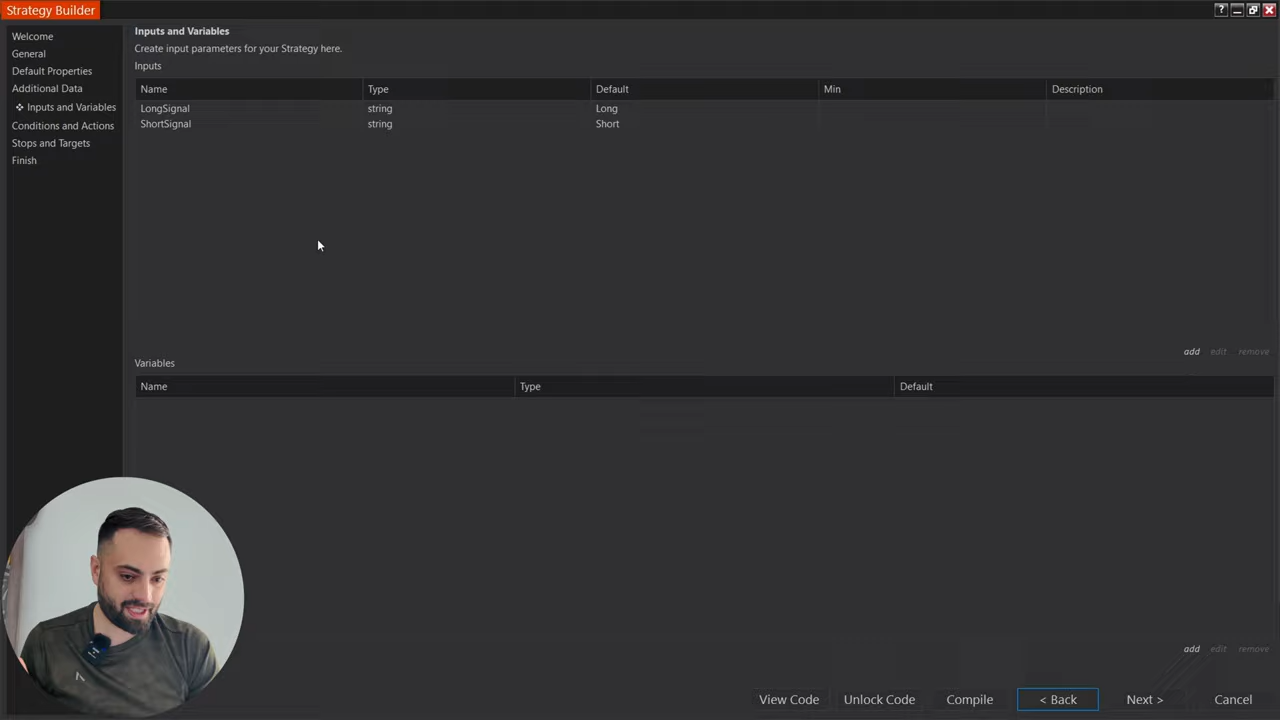 Strategy Builder
?
Welcome
General
Default Properties
Additional Data
Inputs and Variables
Conditions and Actions
Stops and Targets
Finish
Inputs and Variables
Create input parameters for your Strategy here.
Inputs
Name Type Default Min Description
LongSignal string Long
ShortSignal string Short
add edit remove
Variables
Name Type Default
add edit remove
View Code Unlock Code Compile < Back Next > Cancel